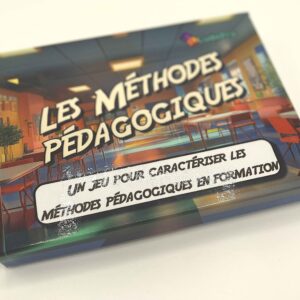 LES MÉTHODES
PÉDAGOGIQUES
UN JEU POUR CARACTÉRISER LES
MÉTHODES PÉDAGOGIQUES EN FORMATION